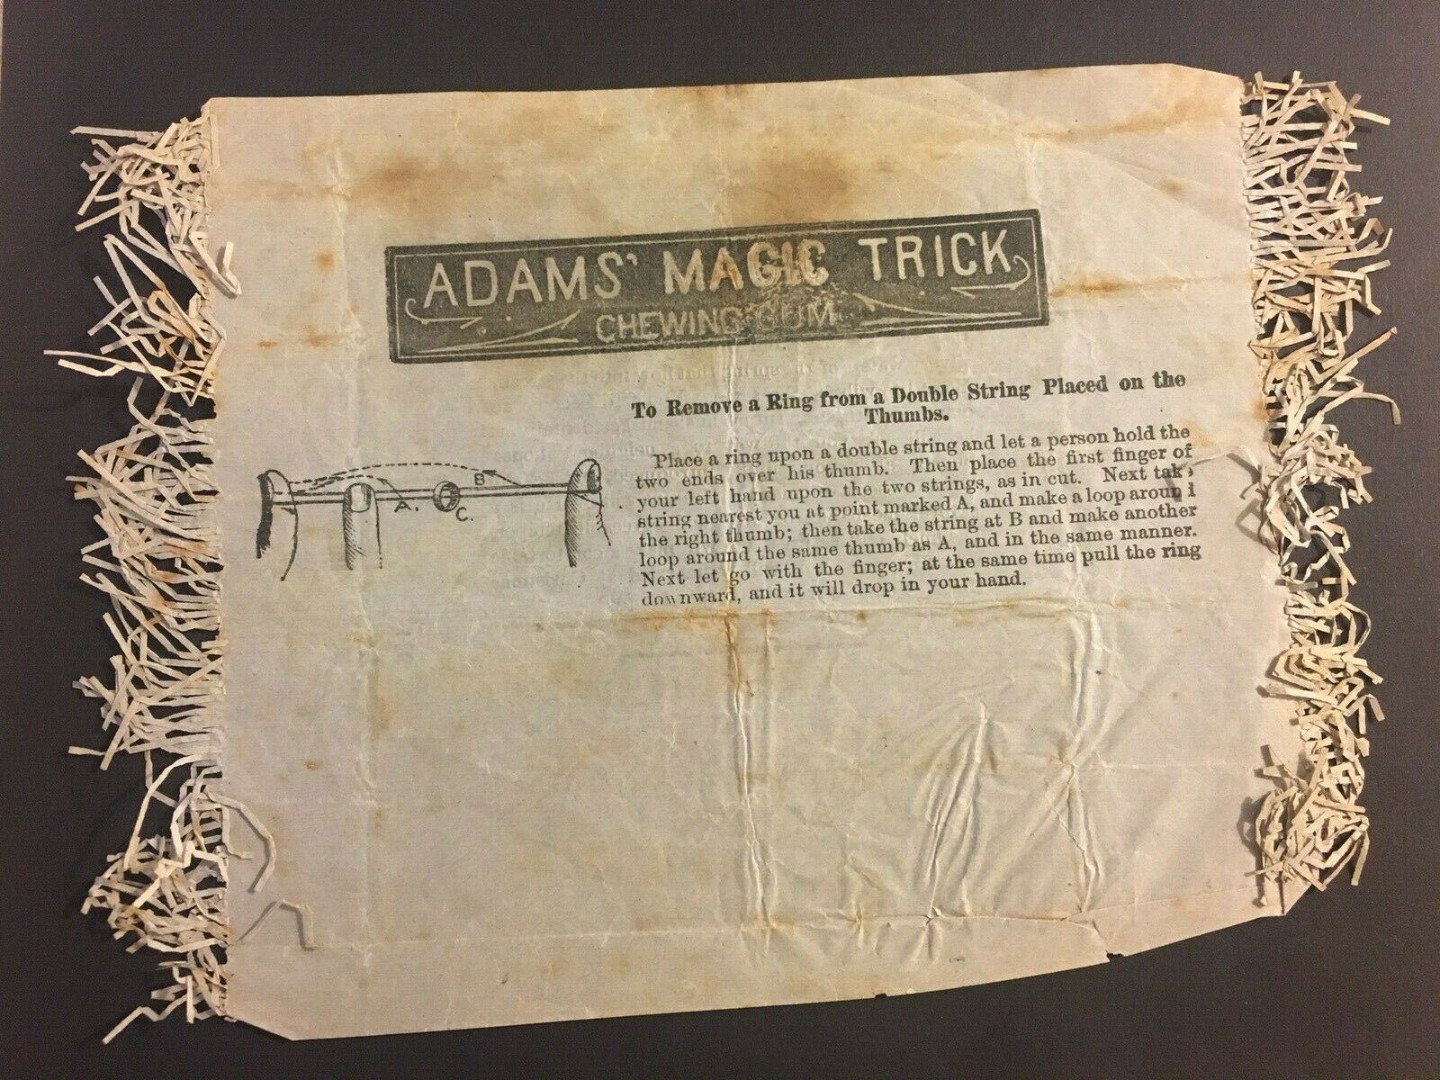 ADAMS' MAGIC TRICK
CHEWING GUM
To Remove a Ring from a Double String Placed on the
Thumbs.
Place a ring upon a double string and let a person hold the
two ends over his thumb. Then place the first finger of
your left hand upon the two strings, as in cut. Next tak
string nearest you at point marked A, and make a loop around
the right thumb; then take the string at B and make another
loop around the same thumb as A, and in the same manner.
Next let go with the finger; at the same time pull the ring
downward, and it will drop in your hand.
A.
B
C.